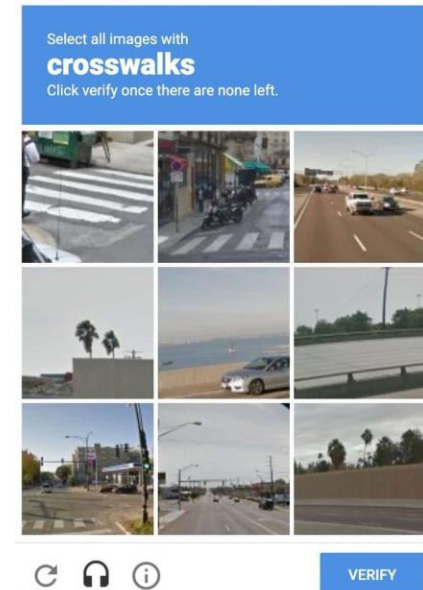 Select all images with
crosswalks
Click verify once there are none left.
VERIFY